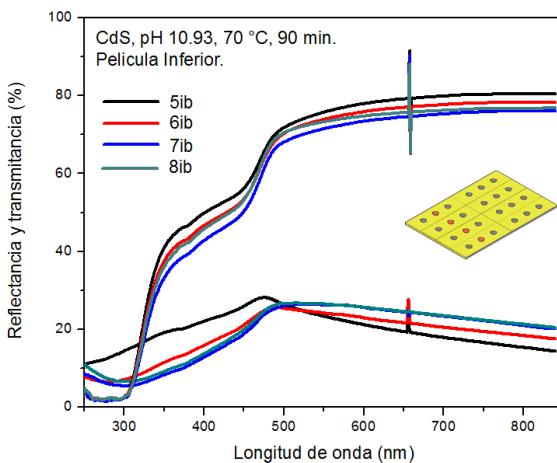 CdS, pH 10.93, 70 °C, 90 min.
Pelicula Inferior.
5ib
6ib
7ib
8ib
Reflectancia y transmitancia (%)
100
80
60
40
20
0
300
400
500
600
700
800
Longitud de onda (nm)